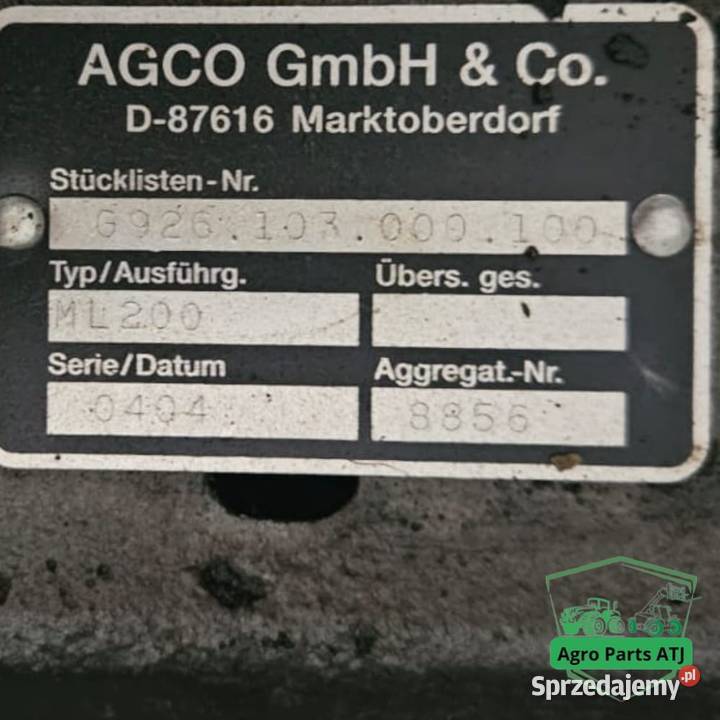 AGCO GmbH & Co.
D-87616 Marktoberdorf
Stücklisten-Nr.
G926.103.000.100
Typ/Ausführg.
Übers. ges.
ML200
Serie/Datum
Aggregat.-Nr.
0404
8856
Agro Parts ATJ
Sprzedajemy.pl